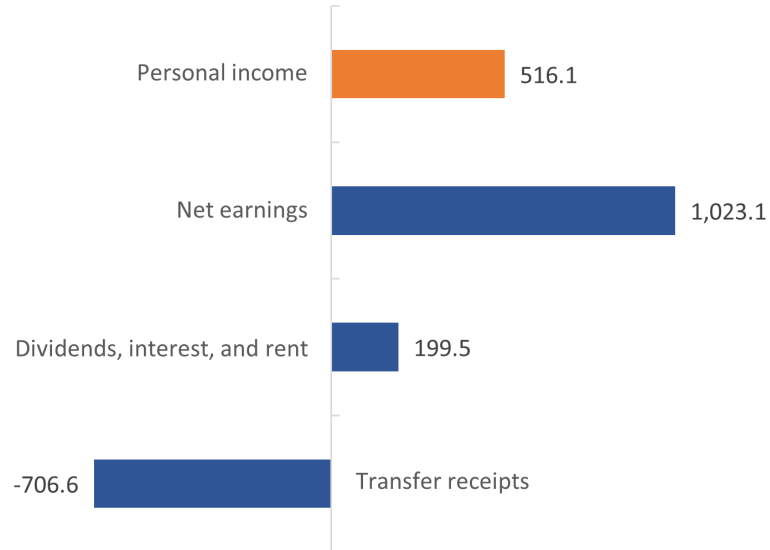 Personal income
516.1
Net earnings
1,023.1
Dividends, interest, and rent
199.5
-706.6
Transfer receipts